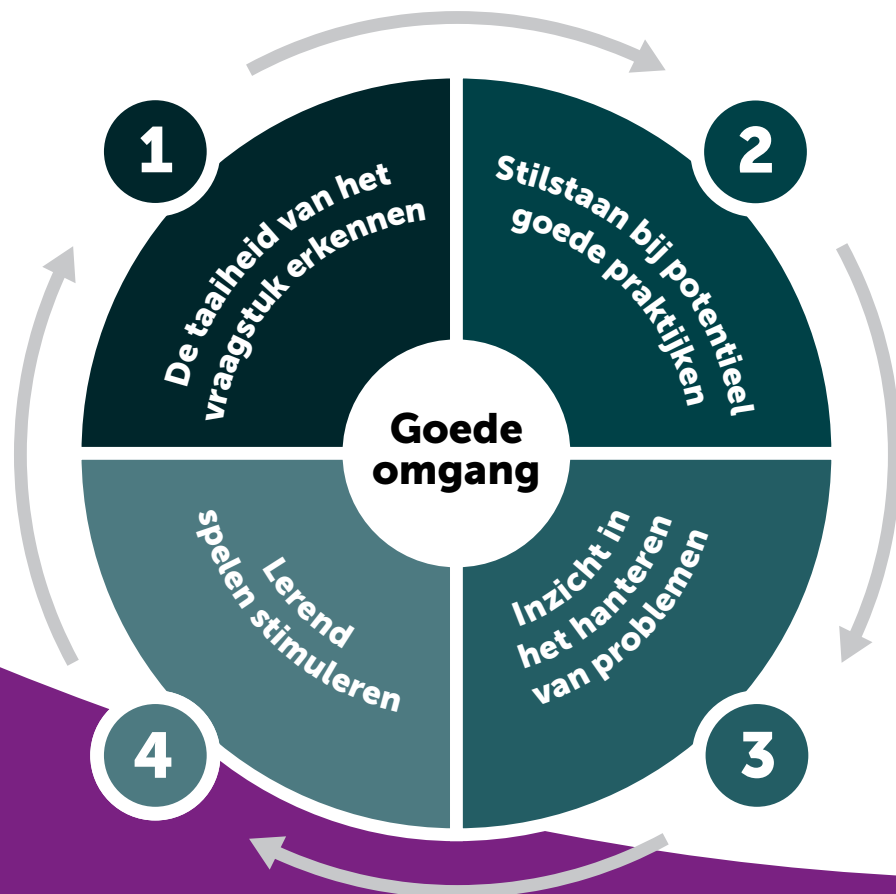 1
De taaiheid van het
vraagstuk erkennen
2
Stilstaan bij potentieel
goede praktijken
Goede
omgang
3
Inzicht in
het hanteren
van problemen
4
Lerend
spelen stimuleren